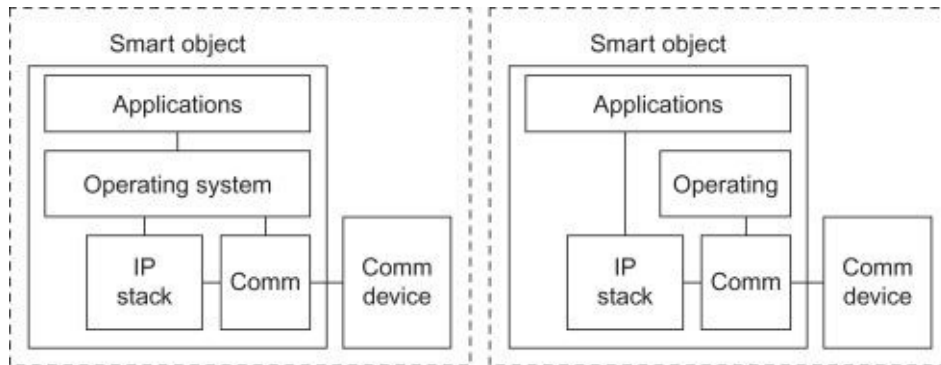 Smart object
Applications
Operating system
IP
stack
Comm
Comm
device
Smart object
Applications
Operating
IP
stack
Comm
Comm
device